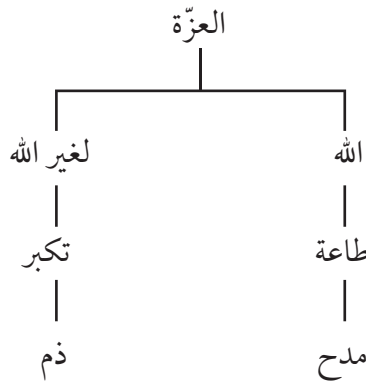 العزّة
الله لغير الله
طاعة تكبر
مدح ذم